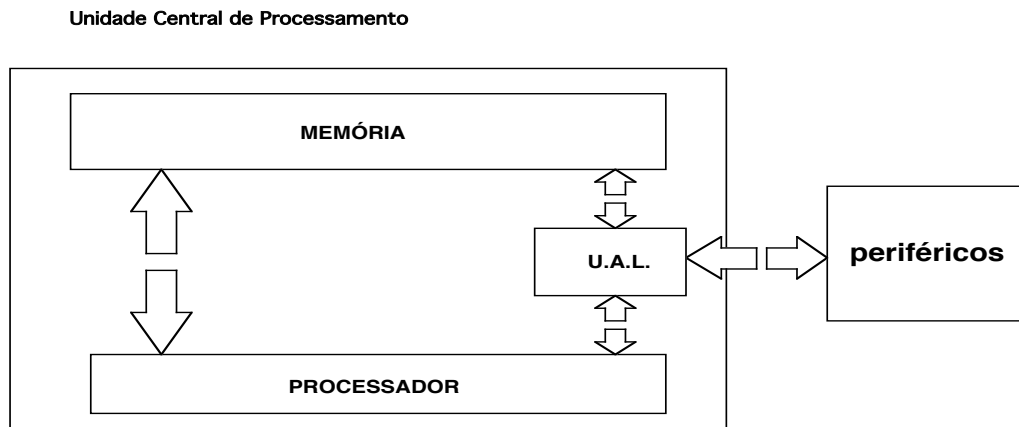 Unidade Central de Processamento
MEMÓRIA
U.A.L.
periféricos
PROCESSADOR